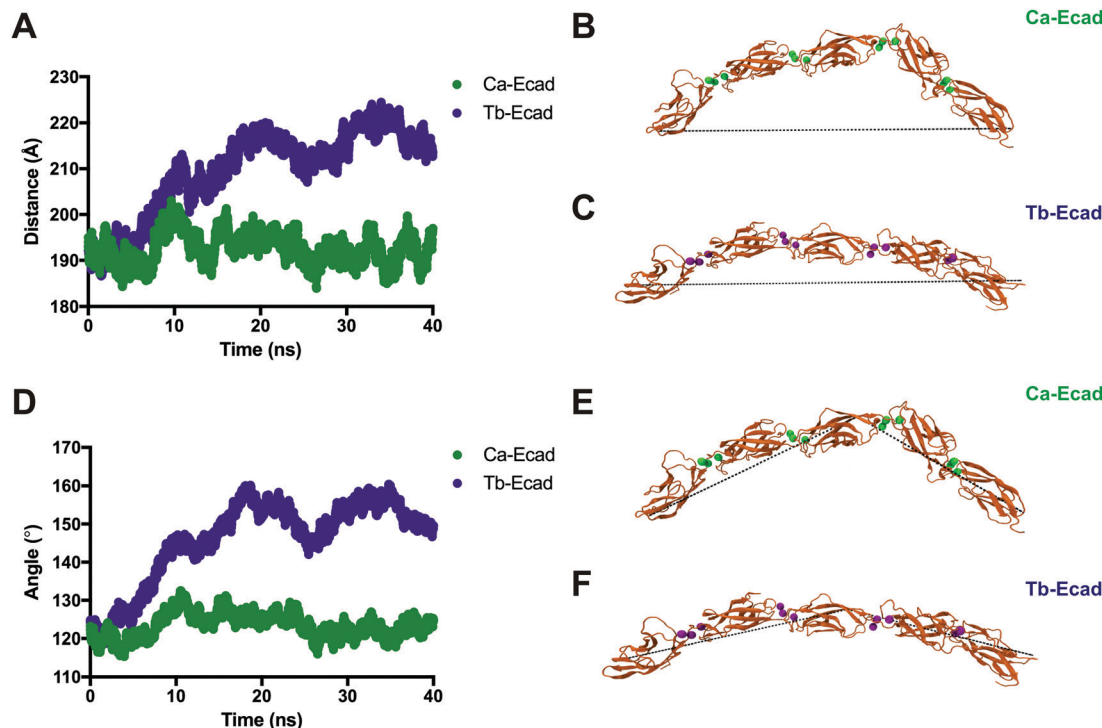 A
230
220
210
200
190
180
Distance (Å)
0
10
20
30
40
Time (ns)
Ca-Ecad
Tb-Ecad
B
Ca-Ecad
C
Tb-Ecad
D
170
160
150
140
130
120
110
Angle (°)
0
10
20
30
40
Time (ns)
Ca-Ecad
Tb-Ecad
E
Ca-Ecad
F
Tb-Ecad